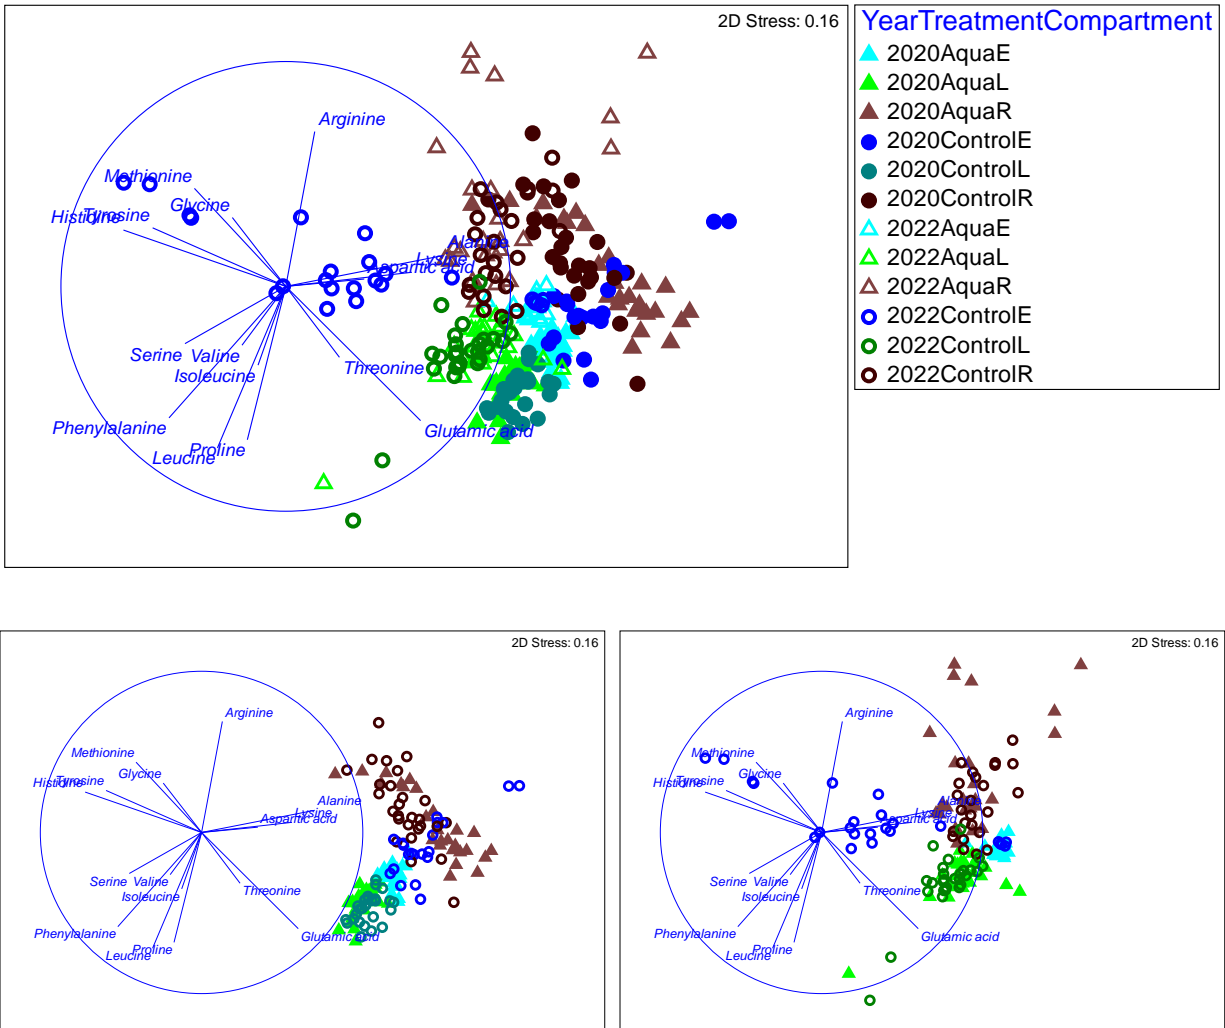 2D Stress: 0.16
YearTreatmentCompartment
2020AquaE
2020AquaL
2020AquaR
2020ControlE
2020ControlL
2020ControlR
2022AquaE
2022AquaL
2022AquaR
2022ControlE
2022ControlL
2022ControlR
Arginine
Methionine
Glycine
Histidine
Tyrosine
Alanine
Lysine
Aspartic acid
Serine
Valine
Isoleucine
Threonine
Phenylalanine
Glutamic acid
Proline
Leucine
2D Stress: 0.16
Arginine
Methionine
Glycine
Histidine
Tyrosine
Alanine
Lysine
Aspartic acid
Serine
Valine
Isoleucine
Threonine
Phenylalanine
Glutamic acid
Proline
Leucine
2D Stress: 0.16
Arginine
Methionine
Glycine
Histidine
Tyrosine
Alanine
Lysine
Aspartic acid
Serine
Valine
Isoleucine
Threonine
Phenylalanine
Glutamic acid
Proline
Leucine